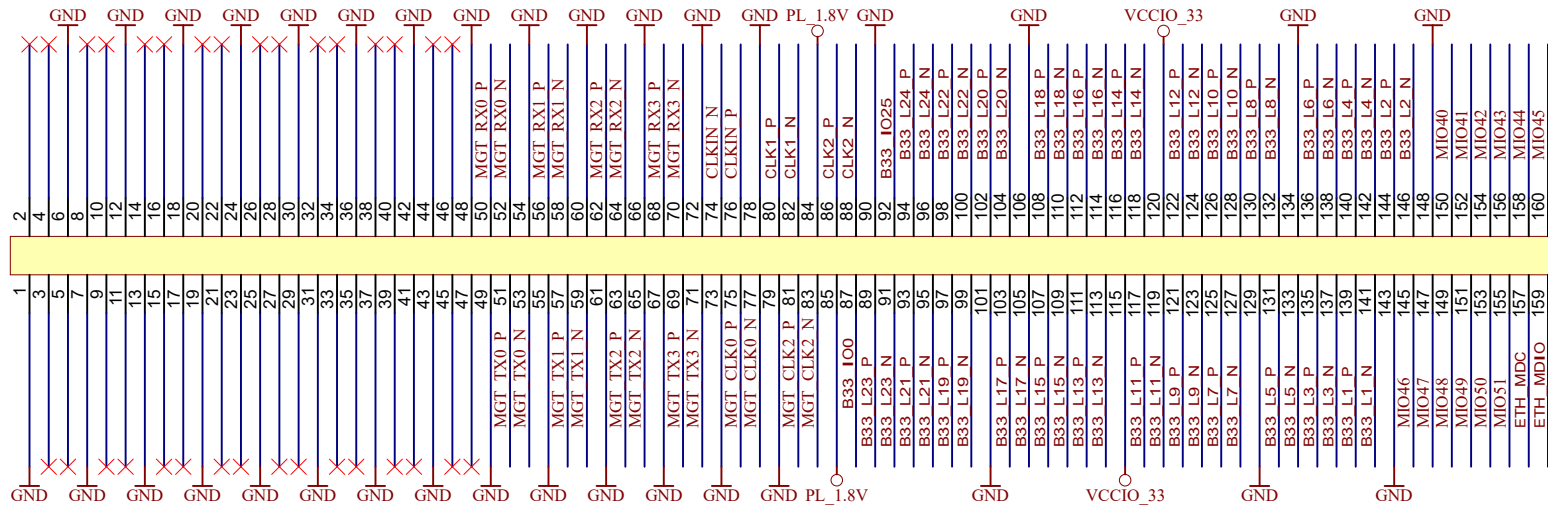 GND GND GND GND GND GND GND GND GND GND GND GND GND PL_1.8V GND GND VCCIO_33 GND GND
MGT_RX0_P
MGT_RX0_N
MGT_RX1_P
MGT_RX1_N
MGT_RX2_P
MGT_RX2_N
MGT_RX3_P
MGT_RX3_N
CLKIN_N
CLKIN_P
CLK1_P
CLK1_N
CLK2_P
CLK2_N
B33_IO25
B33_L24_P
B33_L24_N
B33_L22_P
B33_L22_N
B33_L20_P
B33_L20_N
B33_L18_P
B33_L18_N
B33_L16_P
B33_L16_N
B33_L14_P
B33_L14_N
B33_L12_P
B33_L12_N
B33_L10_P
B33_L10_N
B33_L8_P
B33_L8_N
B33_L6_P
B33_L6_N
B33_L4_P
B33_L4_N
B33_L2_P
B33_L2_N
MIO40
MIO41
MIO42
MIO43
MIO44
MIO45
2 4 6 8 10 12 14 16 18 20 22 24 26 28 30 32 34 36 38 40 42 44 46 48 50 52 54 56 58 60 62 64 66 68 70 72 74 76 78 80 82 84 86 88 90 92 94 96 98 100 102 104 106 108 110 112 114 116 118 120 122 124 126 128 130 132 134 136 138 140 142 144 146 148 150 152 154 156 158 160
1 3 5 7 9 11 13 15 17 19 21 23 25 27 29 31 33 35 37 39 41 43 45 47 49 51 53 55 57 59 61 63 65 67 69 71 73 75 77 79 81 83 85 87 89 91 93 95 97 99 101 103 105 107 109 111 113 115 117 119 121 123 125 127 129 131 133 135 137 139 141 143 145 147 149 151 153 155 157 159
MGT_TX0_P
MGT_TX0_N
MGT_TX1_P
MGT_TX1_N
MGT_TX2_P
MGT_TX2_N
MGT_TX3_P
MGT_TX3_N
MGT_CLK0_P
MGT_CLK0_N
MGT_CLK2_P
MGT_CLK2_N
B33_IO0
B33_L23_P
B33_L23_N
B33_L21_P
B33_L21_N
B33_L19_P
B33_L19_N
B33_L17_P
B33_L17_N
B33_L15_P
B33_L15_N
B33_L13_P
B33_L13_N
B33_L11_P
B33_L11_N
B33_L9_P
B33_L9_N
B33_L7_P
B33_L7_N
B33_L5_P
B33_L5_N
B33_L3_P
B33_L3_N
B33_L1_P
B33_L1_N
MIO46
MIO47
MIO48
MIO49
MIO50
MIO51
ETH_MDC
ETH_MDIO
GND GND GND GND GND GND GND GND GND GND GND GND GND GND PL_1.8V GND VCCIO_33 GND GND